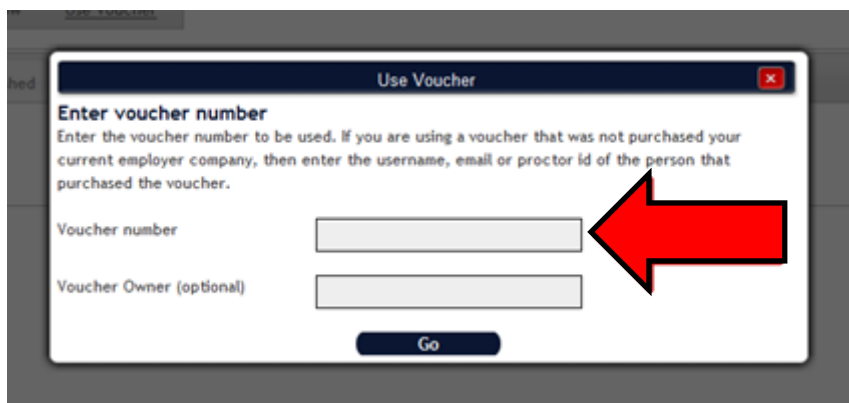 Use Voucher
Use Voucher
Enter voucher number
Enter the voucher number to be used. If you are using a voucher that was not purchased your
current employer company, then enter the username, email or proctor id of the person that
purchased the voucher.
Voucher number
Voucher Owner (optional)
Go